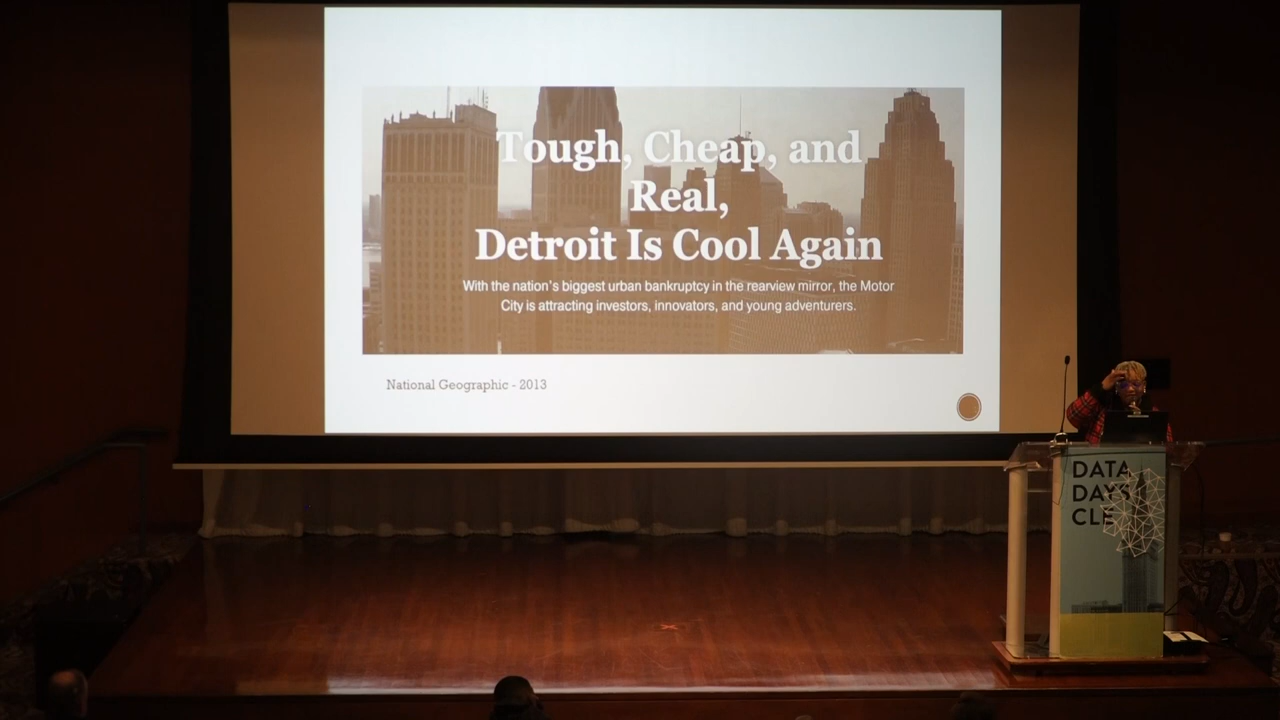 Tough, Cheap, and
Real,
Detroit Is Cool Again
With the nation's biggest urban bankruptcy in the rearview mirror, the Motor
City is attracting investors, innovators, and young adventurers.
National Geographic - 2013
DATA
DAYS
CLE